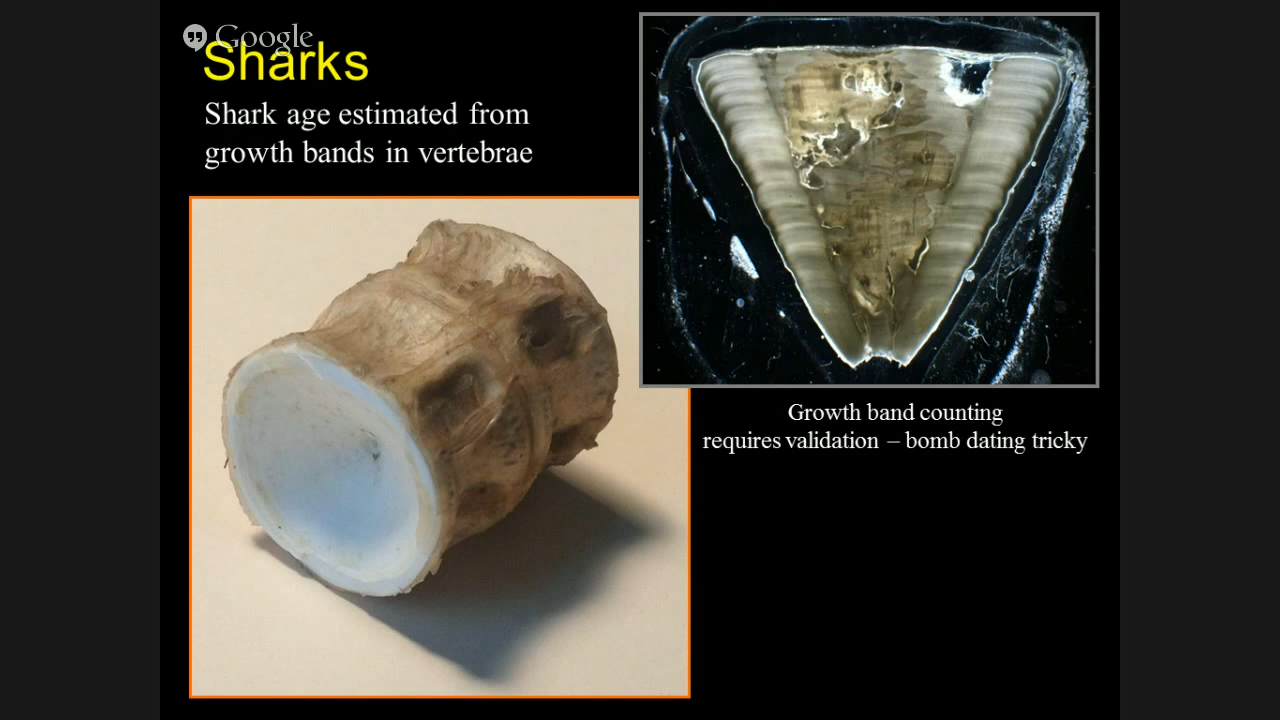 Google
Sharks
Shark age estimated from
growth bands in vertebrae
Growth band counting
requires validation – bomb dating tricky